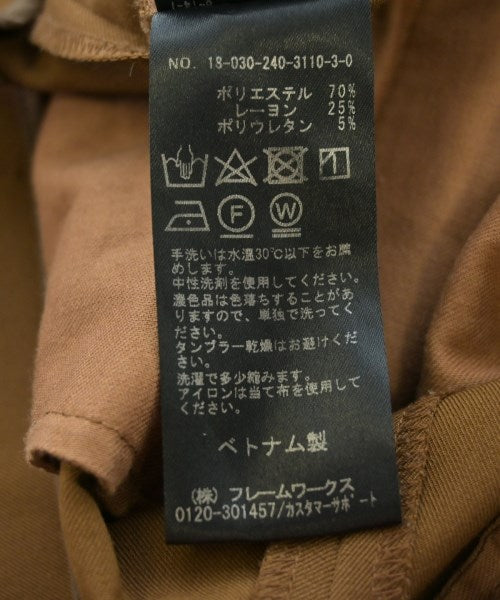 NO. 18-030-240-3110-3-0
ポリエステル 70%
レーヨン 25%
ポリウレタン 5%
F W
手洗いは水温30℃以下をお薦
めします。
中性洗剤を使用してください。
濃色品は色落ちすることがあ
りますので、単独で洗ってく
ださい。
タンブラー乾燥はお避けくだ
さい。
洗濯で多少縮みます。
アイロンは当て布を使用して
ください。
ベトナム製
(株) フレームワークス
0120-301457/カスタマーサポート